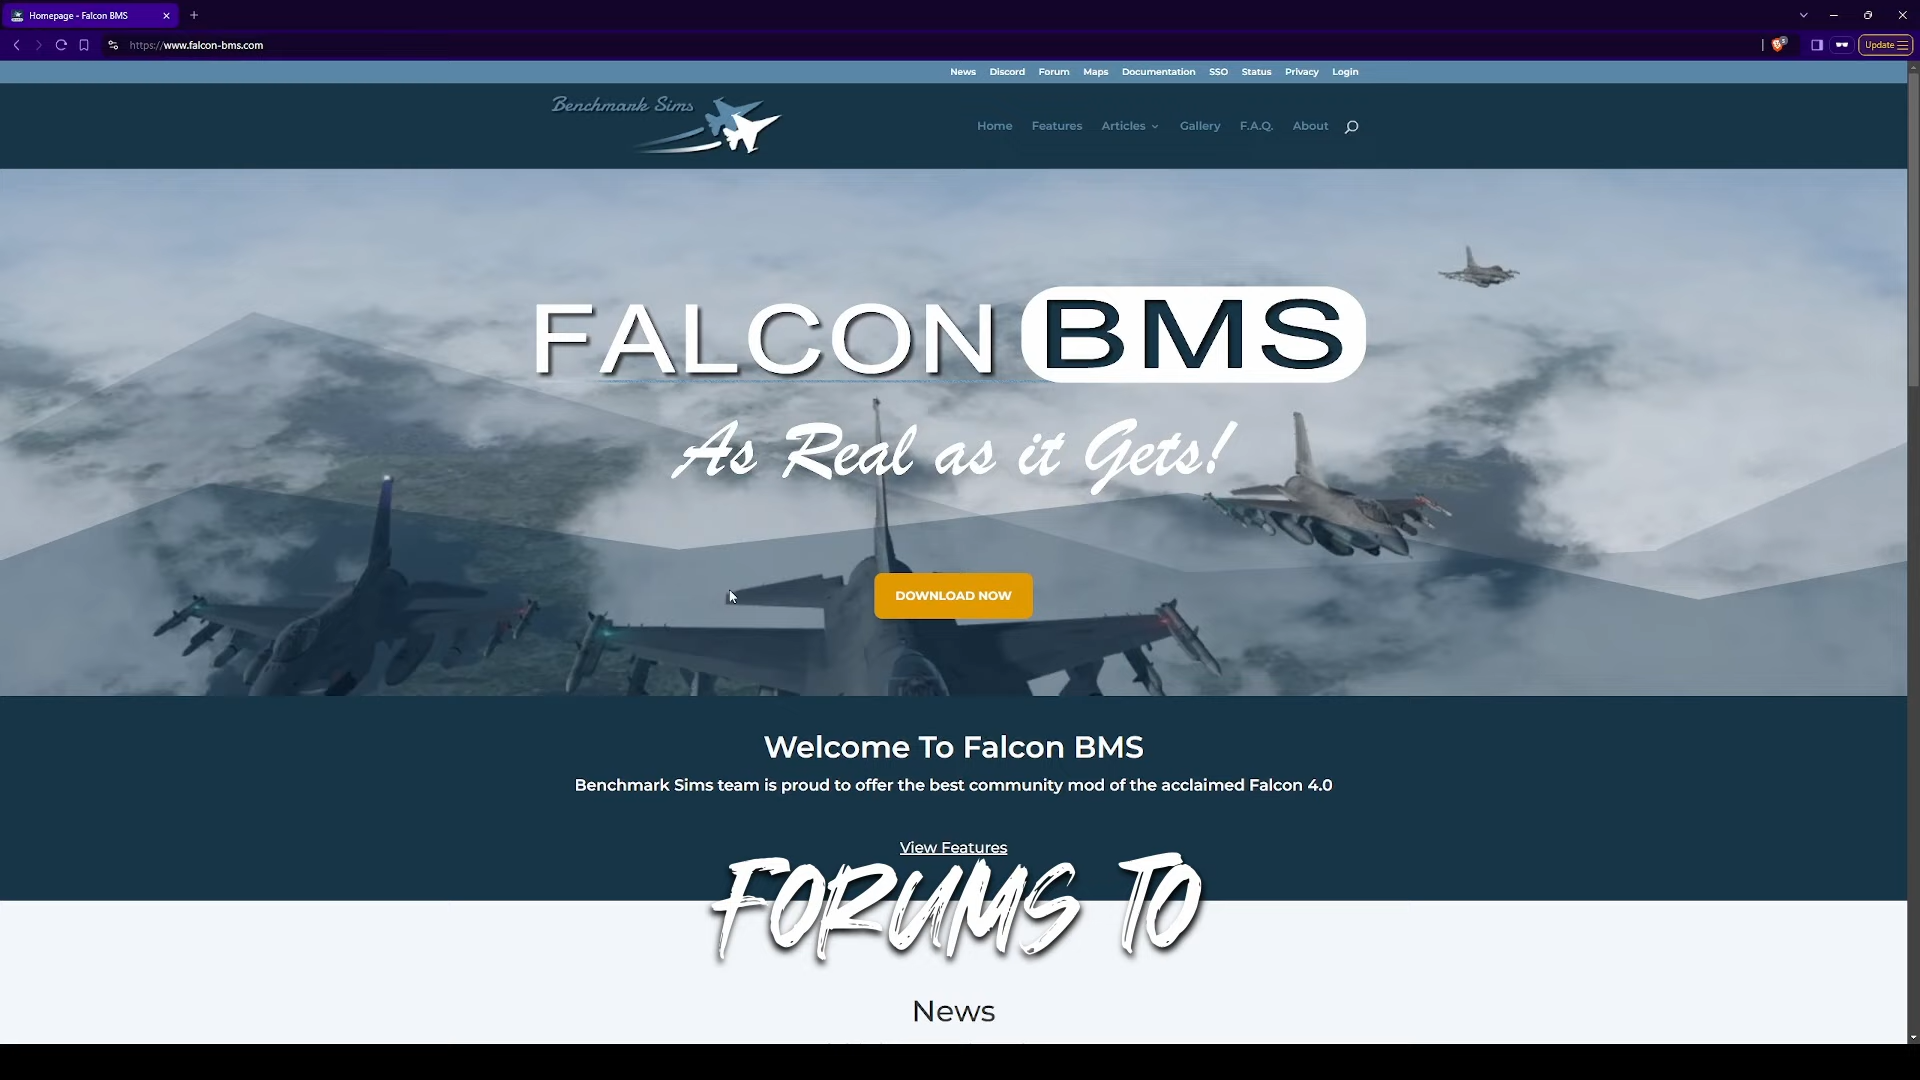 Homepage - Falcon BMS
https://www.falcon-bms.com
Update
News Discord Forum Maps Documentation SSO Status Privacy Login
Benchmark Sims
Home Features Articles Gallery F.A.Q. About
FALCON BMS
As Real as it Gets!
DOWNLOAD NOW
Welcome To Falcon BMS
Benchmark Sims team is proud to offer the best community mod of the acclaimed Falcon 4.0
View Features
FORUMS TO
News